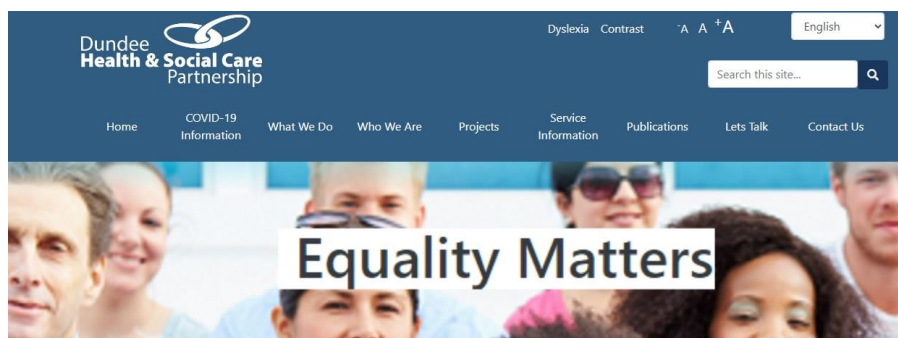 Dundee
Health & Social Care
Partnership
Dyslexia Contrast -A A +A English
Search this site...
Home COVID-19 Information What We Do Who We Are Projects Service Information Publications Lets Talk Contact Us
Equality Matters